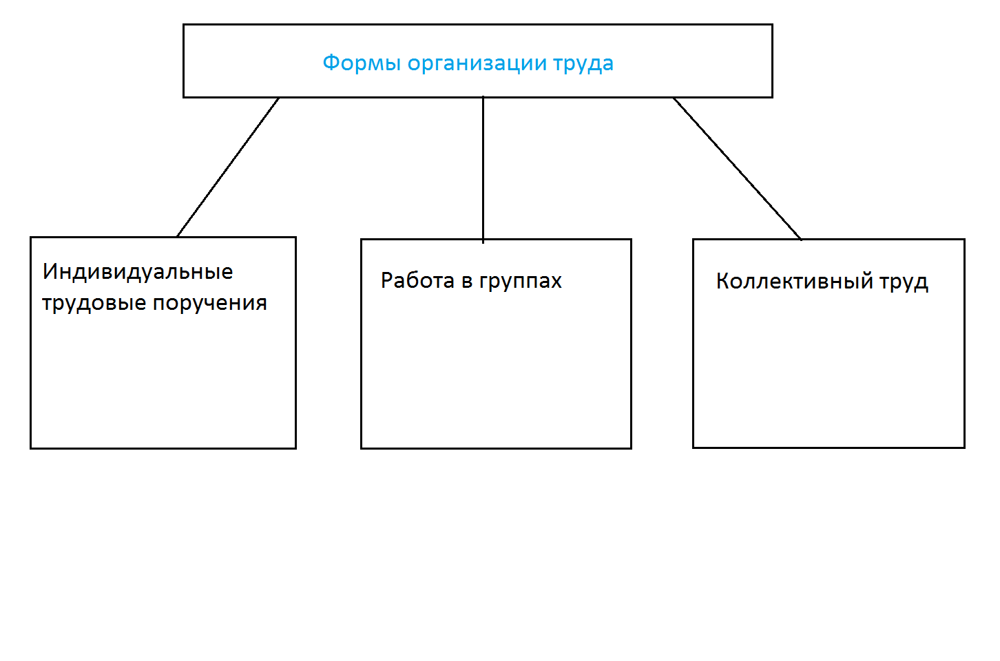 Формы организации труда
Индивидуальные
трудовые поручения
Работа в группах
Коллективный труд